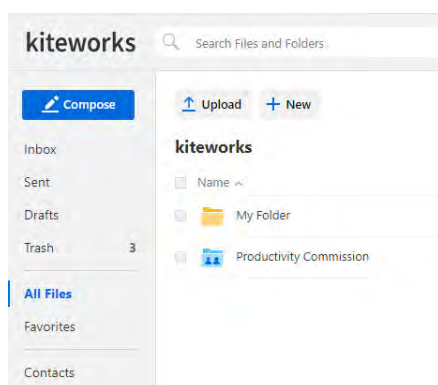 kiteworks
Search Files and Folders
Compose
Inbox
Sent
Drafts
Trash 3
All Files
Favorites
Contacts
Upload New
kiteworks
Name
My Folder
Productivity Commission